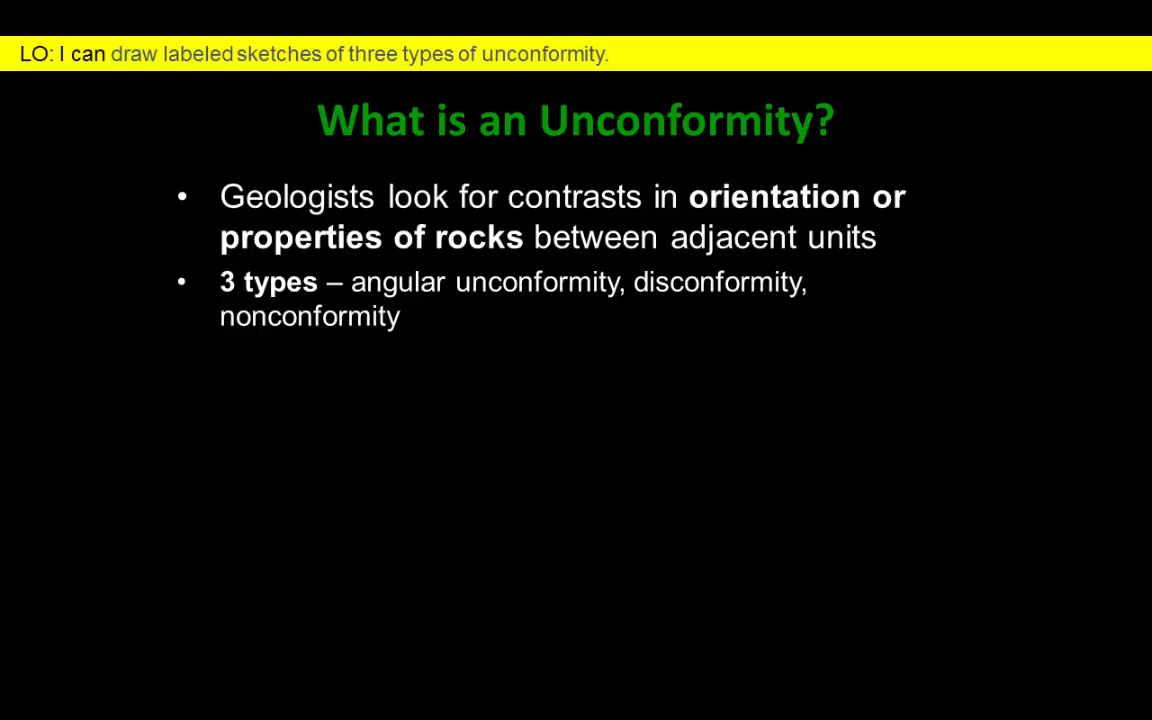 LO: I can draw labeled sketches of three types of unconformity.
What is an Unconformity?
• Geologists look for contrasts in orientation or
properties of rocks between adjacent units
• 3 types – angular unconformity, disconformity,
nonconformity